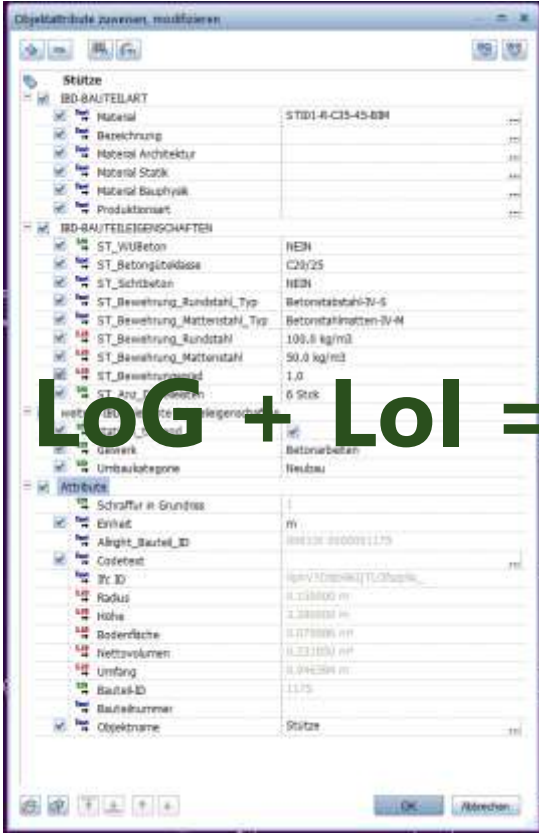 Objektattribute zuweisen, modifizieren
Stütze
IBD-BAUTEILART
Material STID1-R-C35-45-BIM
Bezeichnung
Material Architektur
Material Statik
Material Bauphysik
Produktionsart
IBD-BAUTEILEIGENSCHAFTEN
ST_WUBeton NEIN
ST_Betongüteklasse C20/25
ST_Sichtbeton NEIN
ST_Bewehrung_Rundstahl_Typ Betonstabstahl-IV-S
ST_Bewehrung_Mattenstahl_Typ Betonstahlmatten-IV-M
ST_Bewehrung_Rundstahl 100.0 kg/m3
ST_Bewehrung_Mattenstahl 50.0 kg/m3
ST_Bewehrungsgrad 1.0
6 Stck
LoG + LoI =
Gewerk Betonarbeiten
Umbaukategorie Neubau
Attribute
Schraffur in Grundriss 1
Einheit m
Allright_Bauteil_ID
Codetext
Ifc ID
Radius
Höhe
Bodenfläche
Nettovolumen
Umfang
Bauteil-ID 1175
Bauteilnummer
Objektname Stütze
OK Abbrechen